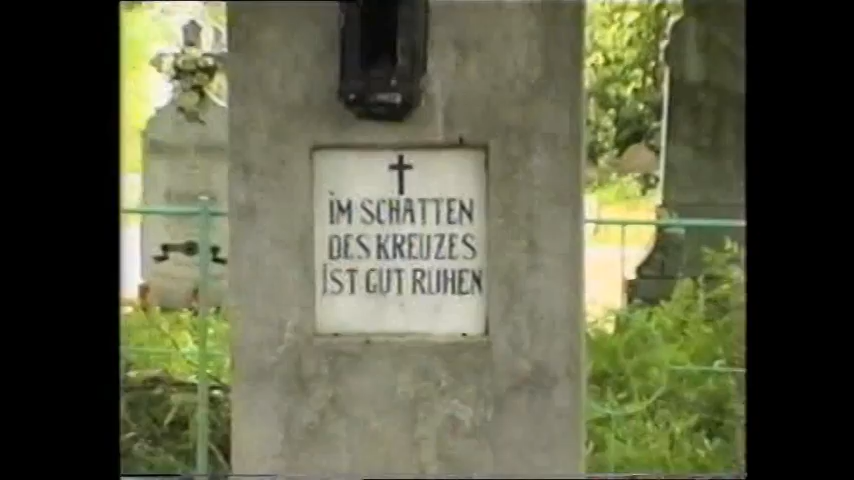 IM SCHATTEN
DES KREUZES
IST GUT RUHEN